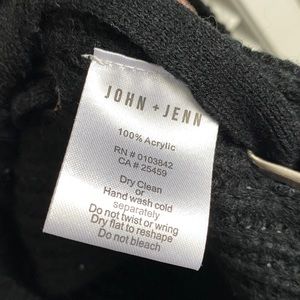 JOHN + JENN
100% Acrylic
RN # 0103842
CA # 25459
Dry Clean
or
Hand wash cold
separately
Do not twist or wring
Dry flat to reshape
Do not bleach